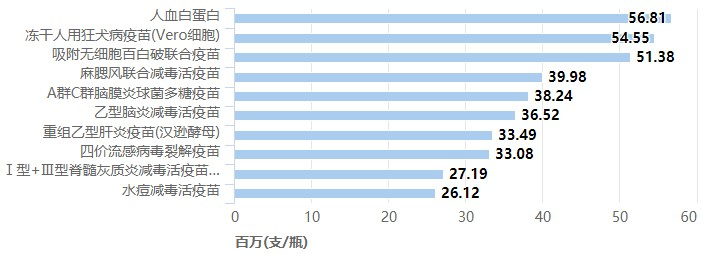 人血白蛋白 56.81
冻干人用狂犬病疫苗(Vero细胞) 54.55
吸附无细胞百白破联合疫苗 51.38
麻腮风联合减毒活疫苗 39.98
A群C群脑膜炎球菌多糖疫苗 38.24
乙型脑炎减毒活疫苗 36.52
重组乙型肝炎疫苗(汉逊酵母) 33.49
四价流感病毒裂解疫苗 33.08
Ⅰ型+Ⅲ型脊髓灰质炎减毒活疫苗... 27.19
水痘减毒活疫苗 26.12
0 10 20 30 40 50 60
百万(支/瓶)